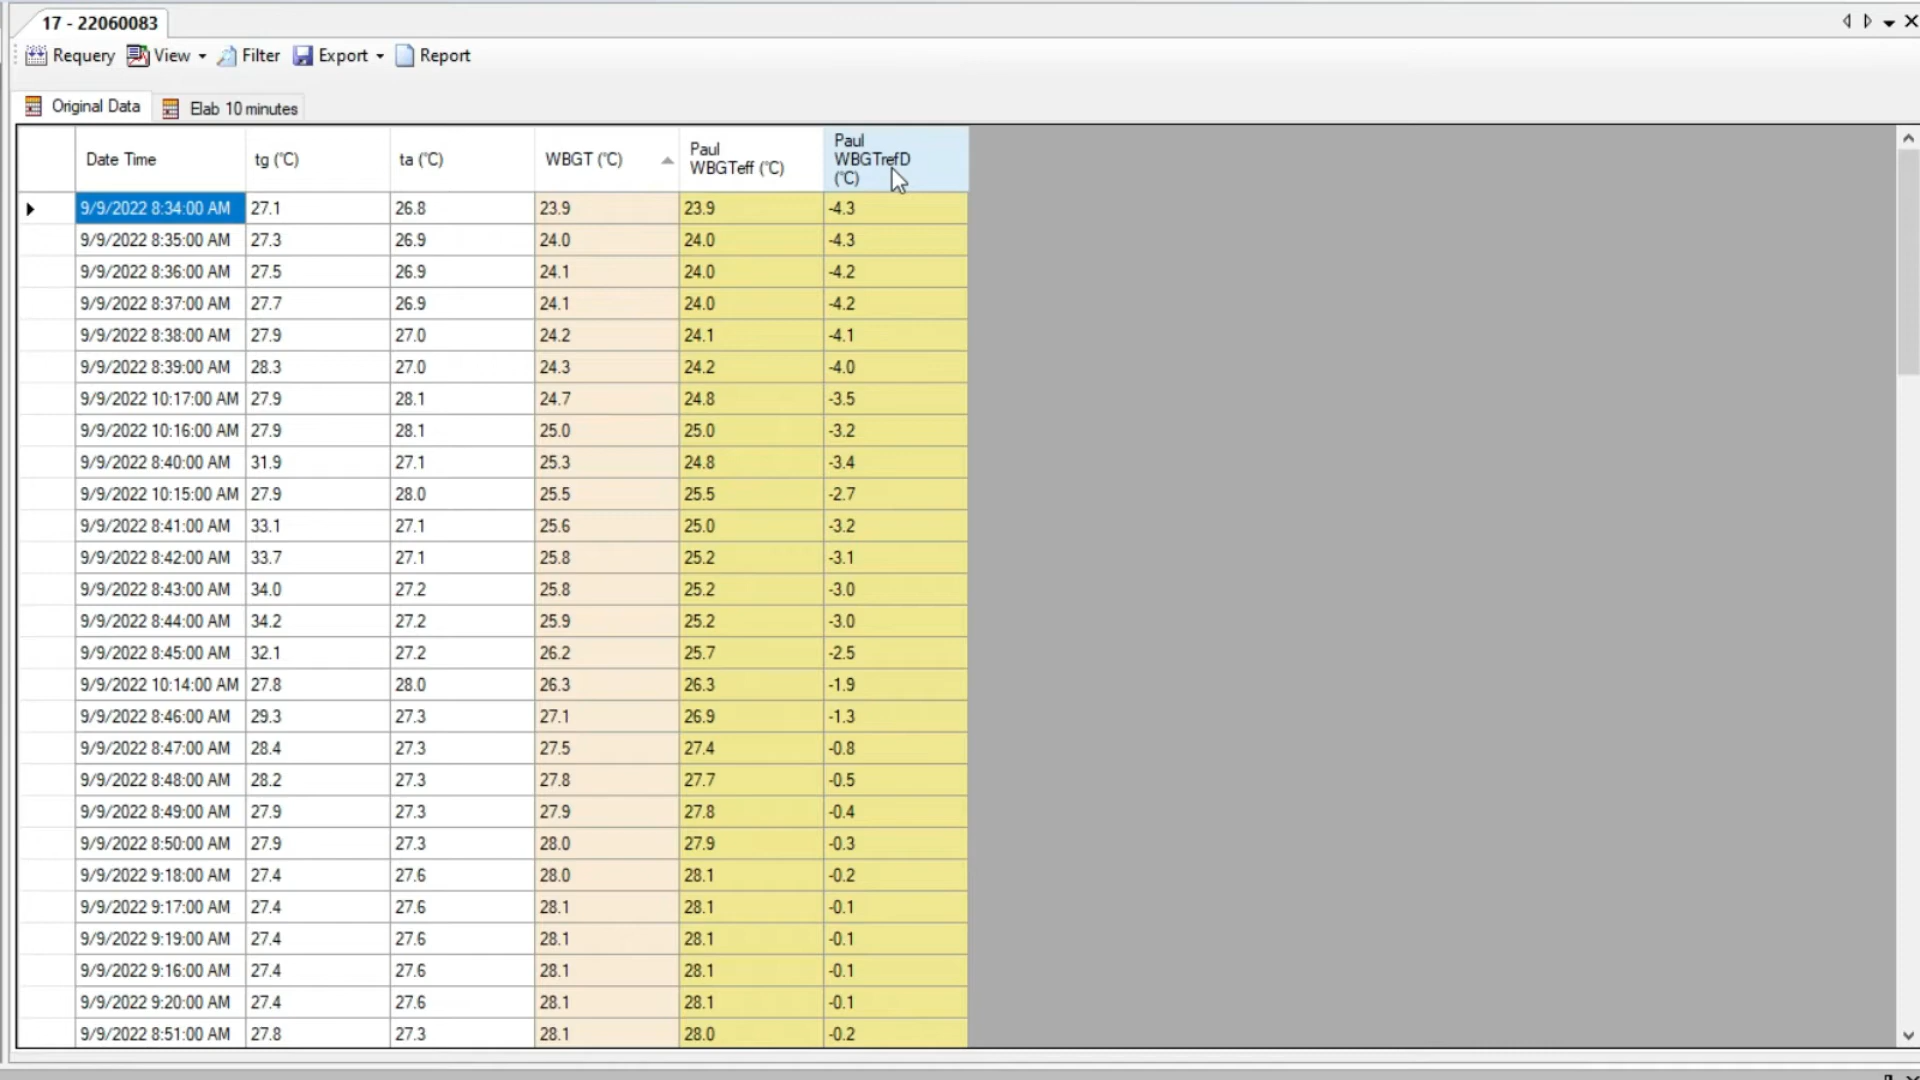 17 - 22060083
Requery View Filter Export Report
Original Data Elab 10 minutes
Date Time tg (°C) ta (°C) WBGT (°C) Paul WBGTeff (°C) Paul WBGTrefD (°C)
9/9/2022 8:34:00 AM 27.1 26.8 23.9 23.9 -4.3
9/9/2022 8:35:00 AM 27.3 26.9 24.0 24.0 -4.3
9/9/2022 8:36:00 AM 27.5 26.9 24.1 24.0 -4.2
9/9/2022 8:37:00 AM 27.7 26.9 24.1 24.0 -4.2
9/9/2022 8:38:00 AM 27.9 27.0 24.2 24.1 -4.1
9/9/2022 8:39:00 AM 28.3 27.0 24.3 24.2 -4.0
9/9/2022 10:17:00 AM 27.9 28.1 24.7 24.8 -3.5
9/9/2022 10:16:00 AM 27.9 28.1 25.0 25.0 -3.2
9/9/2022 8:40:00 AM 31.9 27.1 25.3 24.8 -3.4
9/9/2022 10:15:00 AM 27.9 28.0 25.5 25.5 -2.7
9/9/2022 8:41:00 AM 33.1 27.1 25.6 25.0 -3.2
9/9/2022 8:42:00 AM 33.7 27.1 25.8 25.2 -3.1
9/9/2022 8:43:00 AM 34.0 27.2 25.8 25.2 -3.0
9/9/2022 8:44:00 AM 34.2 27.2 25.9 25.2 -3.0
9/9/2022 8:45:00 AM 32.1 27.2 26.2 25.7 -2.5
9/9/2022 10:14:00 AM 27.8 28.0 26.3 26.3 -1.9
9/9/2022 8:46:00 AM 29.3 27.3 27.1 26.9 -1.3
9/9/2022 8:47:00 AM 28.4 27.3 27.5 27.4 -0.8
9/9/2022 8:48:00 AM 28.2 27.3 27.8 27.7 -0.5
9/9/2022 8:49:00 AM 27.9 27.3 27.9 27.8 -0.4
9/9/2022 8:50:00 AM 27.9 27.3 28.0 27.9 -0.3
9/9/2022 9:18:00 AM 27.4 27.6 28.0 28.1 -0.2
9/9/2022 9:17:00 AM 27.4 27.6 28.1 28.1 -0.1
9/9/2022 9:19:00 AM 27.4 27.6 28.1 28.1 -0.1
9/9/2022 9:16:00 AM 27.4 27.6 28.1 28.1 -0.1
9/9/2022 9:20:00 AM 27.4 27.6 28.1 28.1 -0.1
9/9/2022 8:51:00 AM 27.8 27.3 28.1 28.0 -0.2